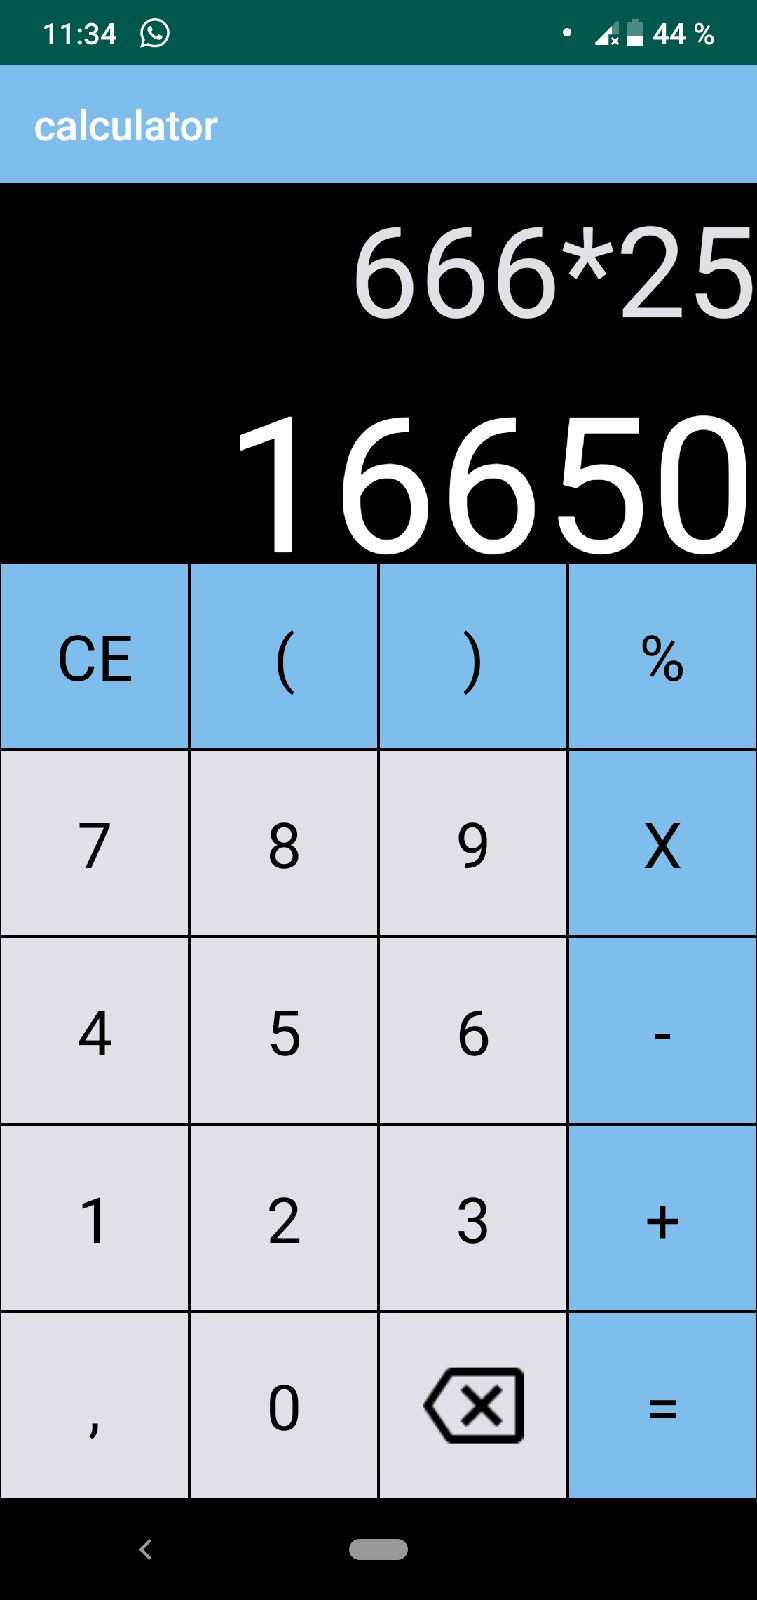 11:34 44 %
calculator
666*25
16650
CE ( ) %
7 8 9 X
4 5 6 -
1 2 3 +
, 0 =